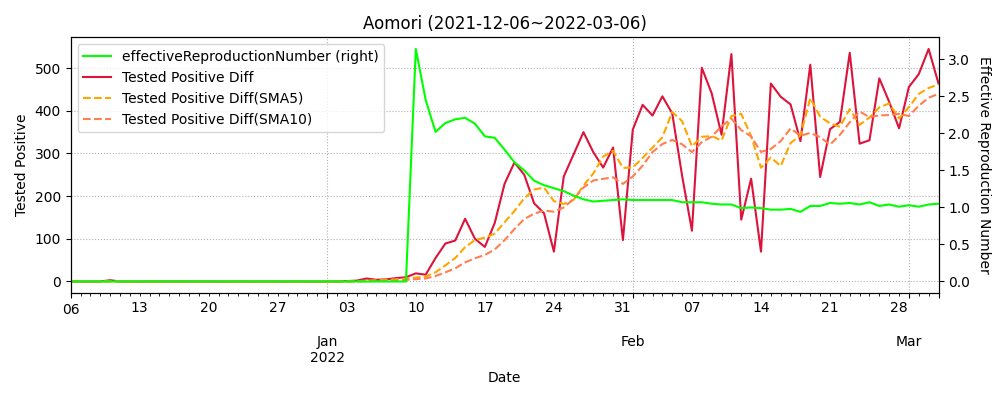 Aomori (2021-12-06~2022-03-06)
effectiveReproductionNumber (right)
Tested Positive Diff
Tested Positive Diff(SMA5)
Tested Positive Diff(SMA10)
Tested Positive
500
400
300
200
100
0
3.0
2.5
2.0
1.5
1.0
0.5
0.0
Effective Reproduction Number
06 13 20 27 03 10 17 24 31 07 14 21 28
Jan Feb Mar
2022
Date